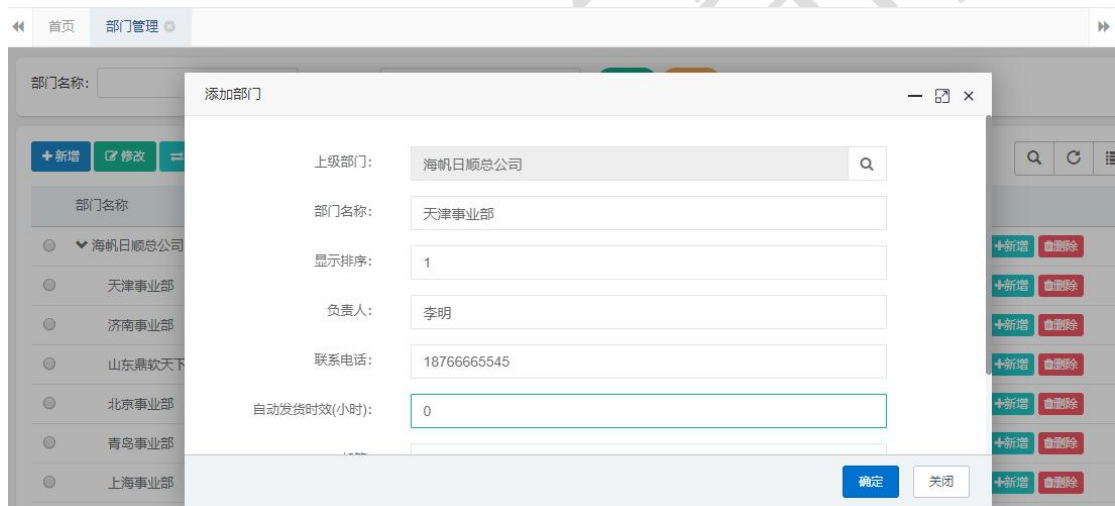 首页 部门管理
部门名称:
添加部门
+新增 修改
上级部门: 海帆日顺总公司
部门名称
部门名称: 天津事业部
海帆日顺总公司 +新增 删除
显示排序: 1
天津事业部 +新增 删除
负责人: 李明
济南事业部 +新增 删除
联系电话: 18766665545
山东鼎软天下 +新增 删除
自动发货时效(小时): 0
北京事业部 +新增 删除
青岛事业部 +新增 删除
上海事业部 +新增 删除
确定 关闭